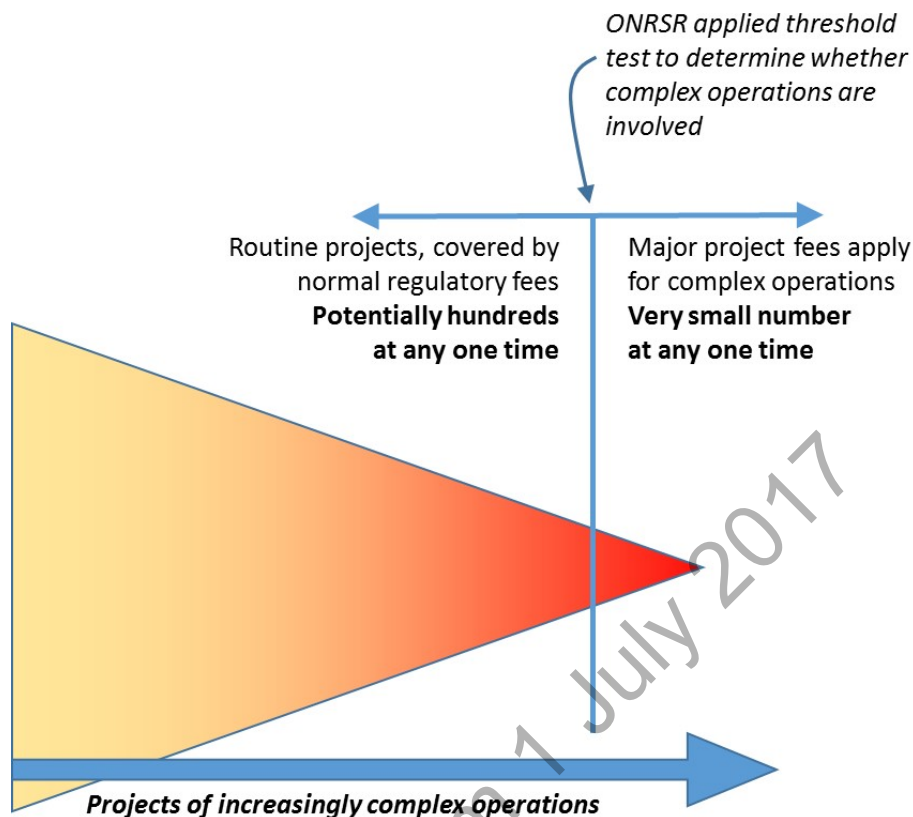 ONRSR applied threshold
test to determine whether
complex operations are
involved
Routine projects, covered by
normal regulatory fees
Potentially hundreds
at any one time
Major project fees apply
for complex operations
Very small number
at any one time
1 July 2017
Projects of increasingly complex operations